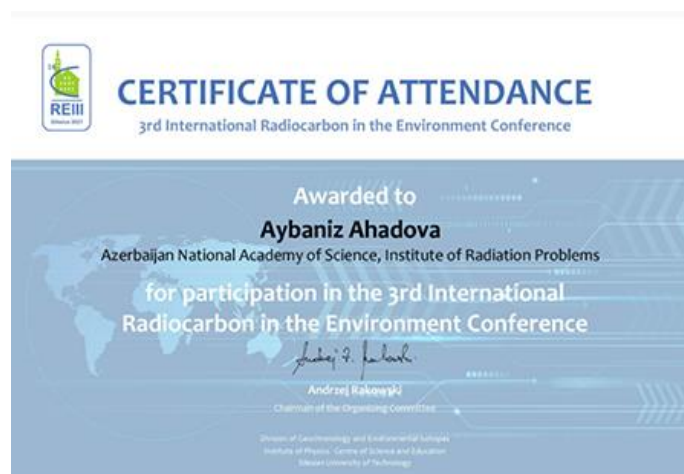 REIII
Gliwice 2021
CERTIFICATE OF ATTENDANCE
3rd International Radiocarbon in the Environment Conference
Awarded to
Aybaniz Ahadova
Azerbaijan National Academy of Science, Institute of Radiation Problems
for participation in the 3rd International
Radiocarbon in the Environment Conference
Andrzej Rakowski
Chairman of the Organising Committee
Division of Geochronology and Environmental Isotopes
Institute of Physics - Centre of Science and Education
Silesian University of Technology